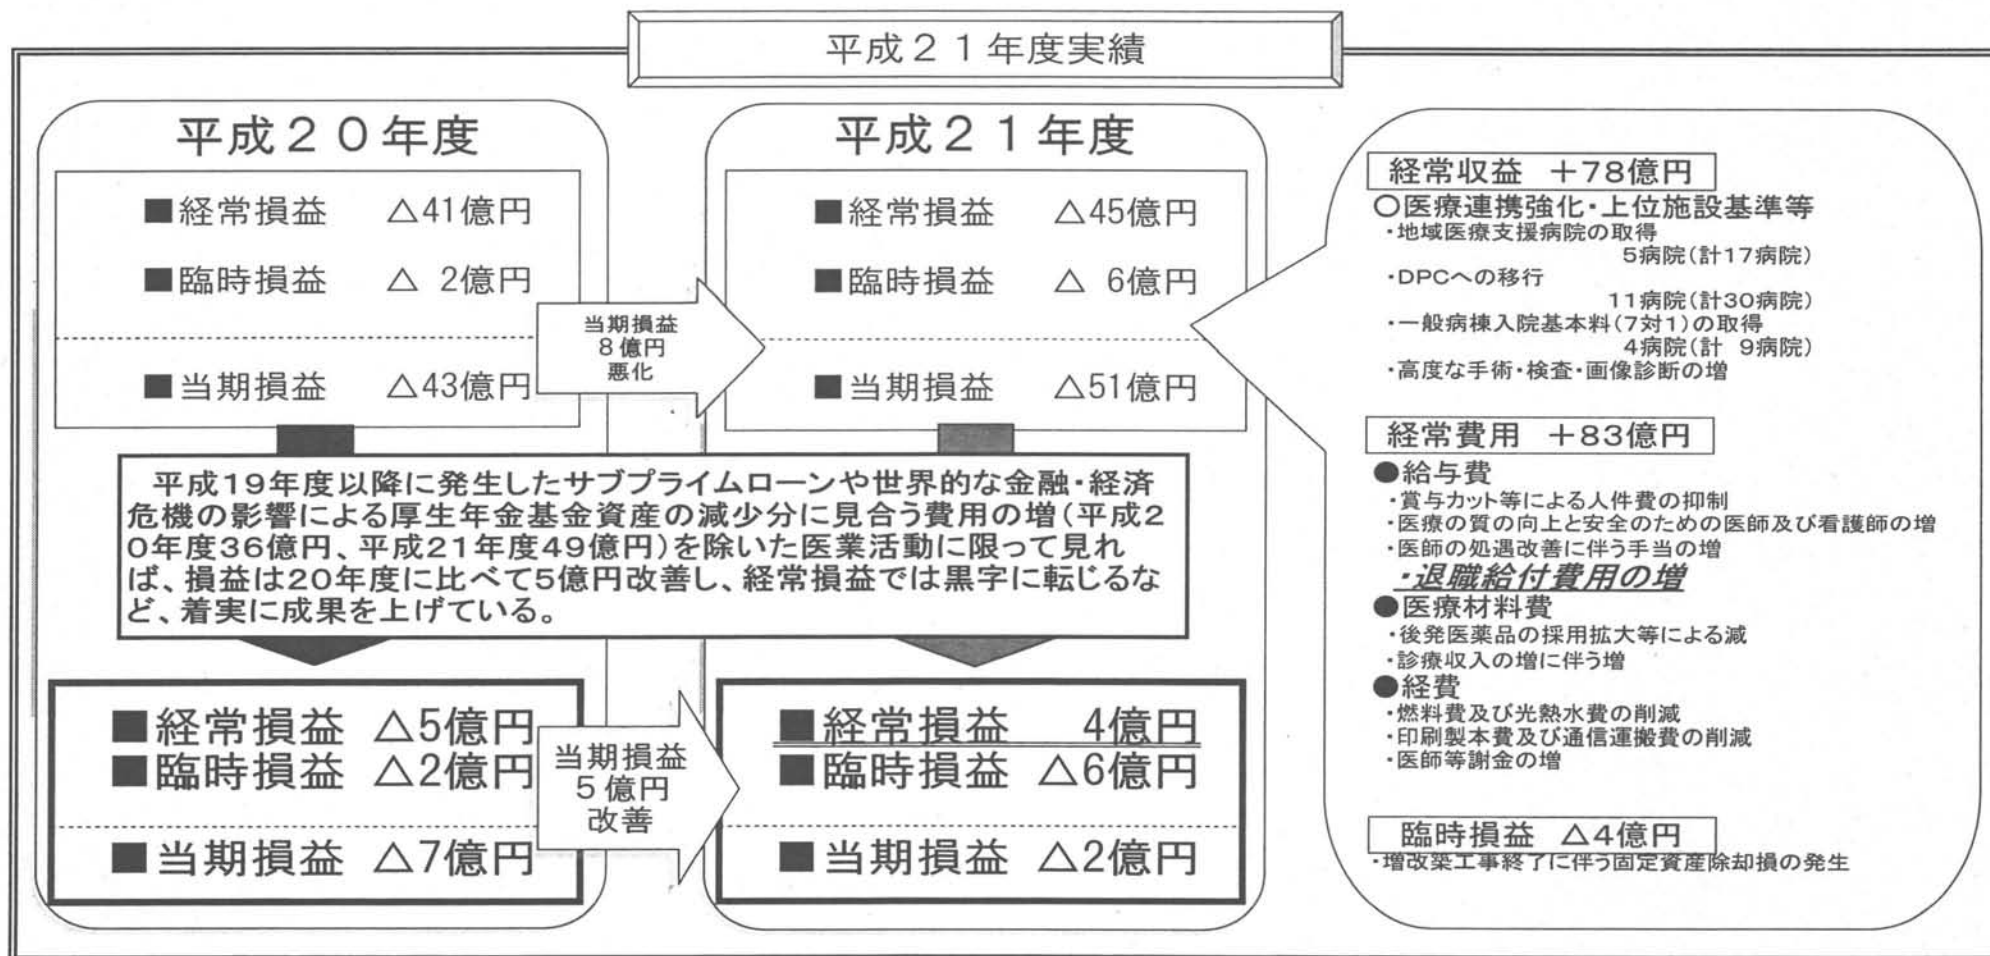 平成21年度実績
平成20年度
■経常損益 △41億円
■臨時損益 △ 2億円
■当期損益 △43億円
当期損益
8億円
悪化
平成21年度
■経常損益 △45億円
■臨時損益 △ 6億円
■当期損益 △51億円
平成19年度以降に発生したサブプライムローンや世界的な金融・経済
危機の影響による厚生年金基金資産の減少分に見合う費用の増(平成2
0年度36億円、平成21年度49億円)を除いた医業活動に限って見れ
ば、損益は20年度に比べて5億円改善し、経常損益では黒字に転じるな
ど、着実に成果を上げている。
■経常損益 △5億円
■臨時損益 △2億円
■当期損益 △7億円
当期損益
5億円
改善
■経常損益 4億円
■臨時損益 △6億円
■当期損益 △2億円
経常収益 +78億円
○医療連携強化・上位施設基準等
・地域医療支援病院の取得
5病院(計17病院)
・DPCへの移行
11病院(計30病院)
・一般病棟入院基本料(7対1)の取得
4病院(計 9病院)
・高度な手術・検査・画像診断の増
経常費用 +83億円
●給与費
・賞与カット等による人件費の抑制
・医療の質の向上と安全のための医師及び看護師の増
・医師の処遇改善に伴う手当の増
・退職給付費用の増
●医療材料費
・後発医薬品の採用拡大等による減
・診療収入の増に伴う増
●経費
・燃料費及び光熱水費の削減
・印刷製本費及び通信運搬費の削減
・医師等謝金の増
臨時損益 △4億円
・増改築工事終了に伴う固定資産除却損の発生